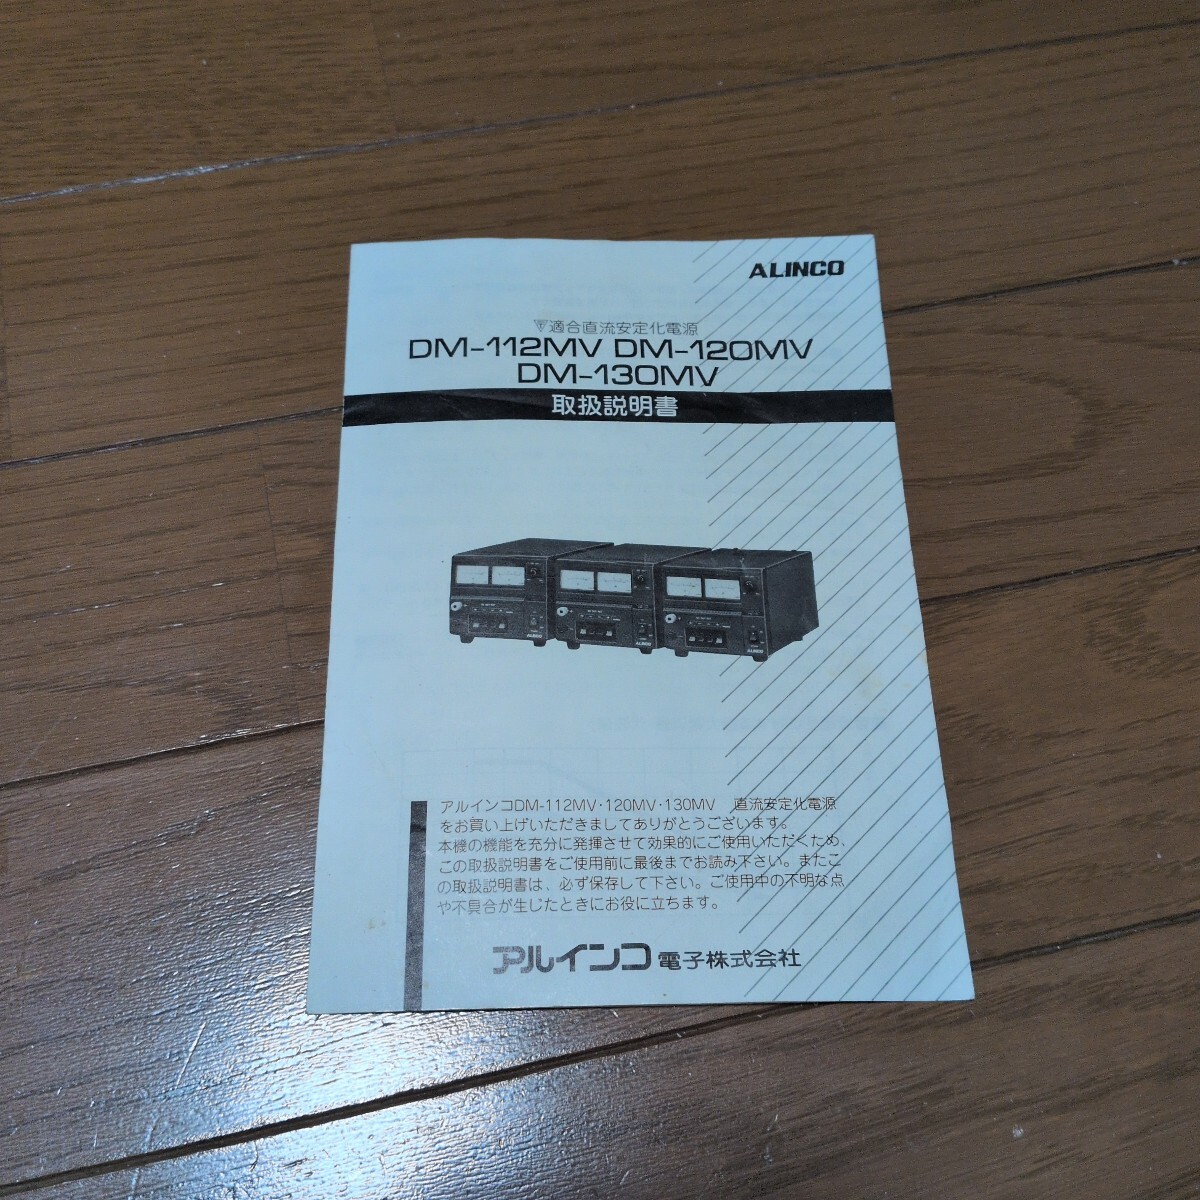 ALINCO
適合直流安定化電源
DM-112MV DM-120MV
DM-130MV
取扱説明書
ALINCO
ALINCO
ALINCO
アルインコDM-112MV・120MV・130MV 直流安定化電源
をお買い上げいただきましてありがとうございます。
本機の機能を充分に発揮させて効果的にご使用いただくため、
この取扱説明書をご使用前に最後までお読み下さい。またこ
の取扱説明書は、必ず保存して下さい。ご使用中の不明な点
や不具合が生じたときにお役に立ちます。
アルインコ電子株式会社